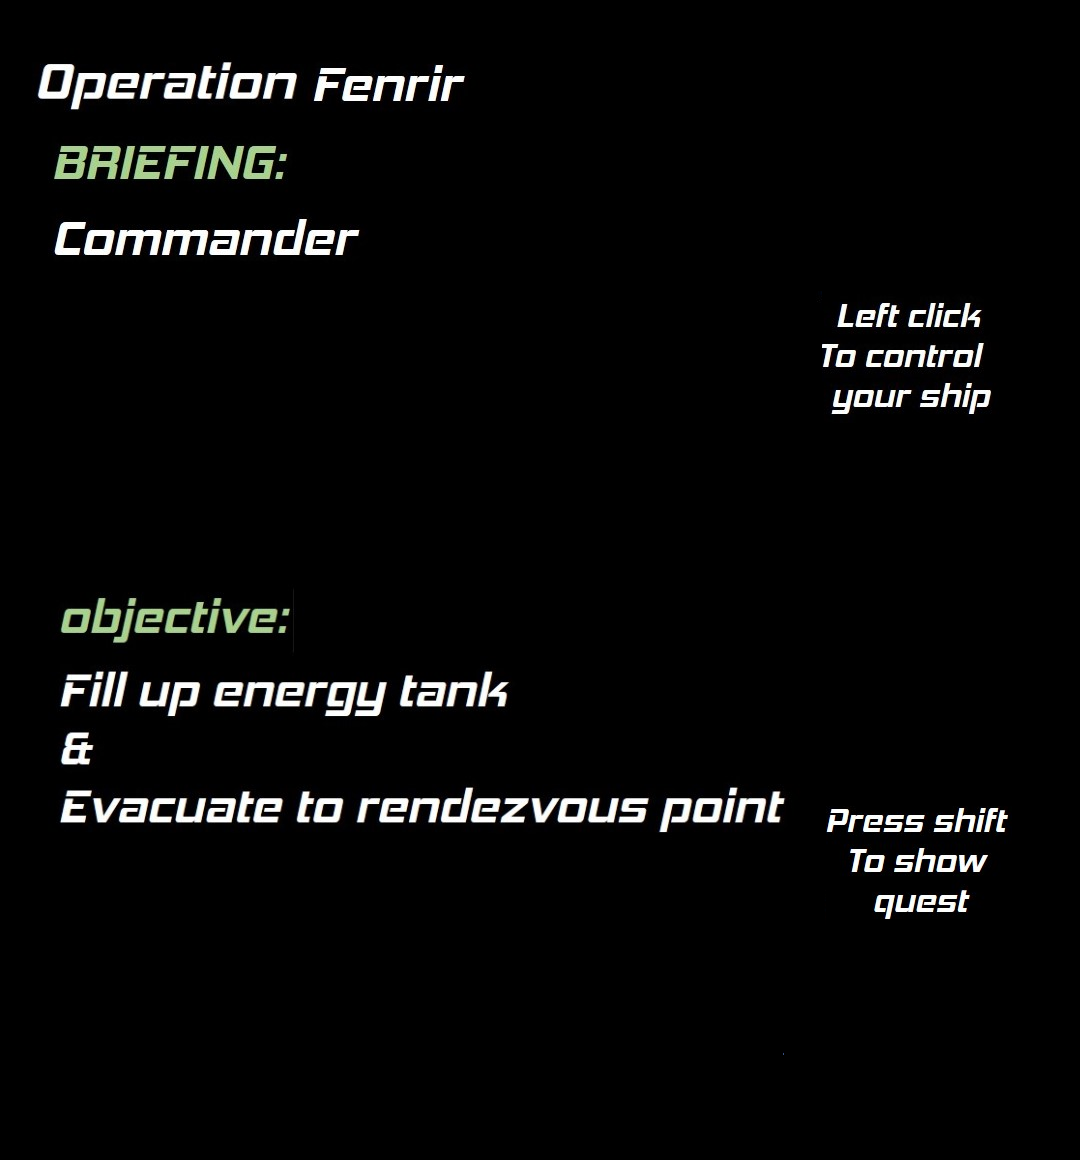 Operation Fenrir
BRIEFING:
Commander
Left click
To control
your ship
objective:
Fill up energy tank
&
Evacuate to rendezvous point
Press shift
To show
quest